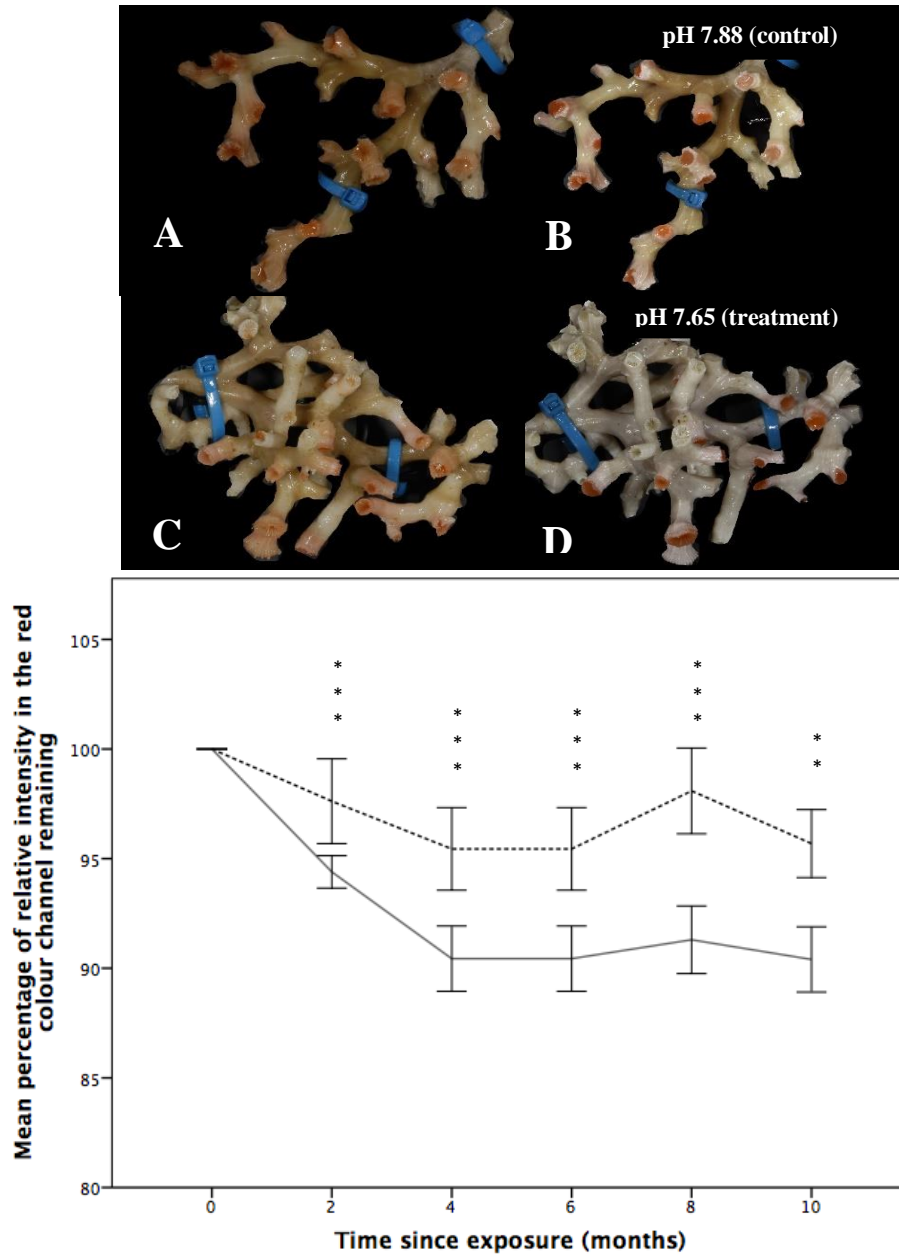 pH 7.88 (control)
A
B
pH 7.65 (treatment)
C
D
Mean percentage of relative intensity in the red
colour channel remaining
105
100
95
90
85
80
* * *
* * *
* * *
* * *
* *
0 2 4 6 8 10
Time since exposure (months)